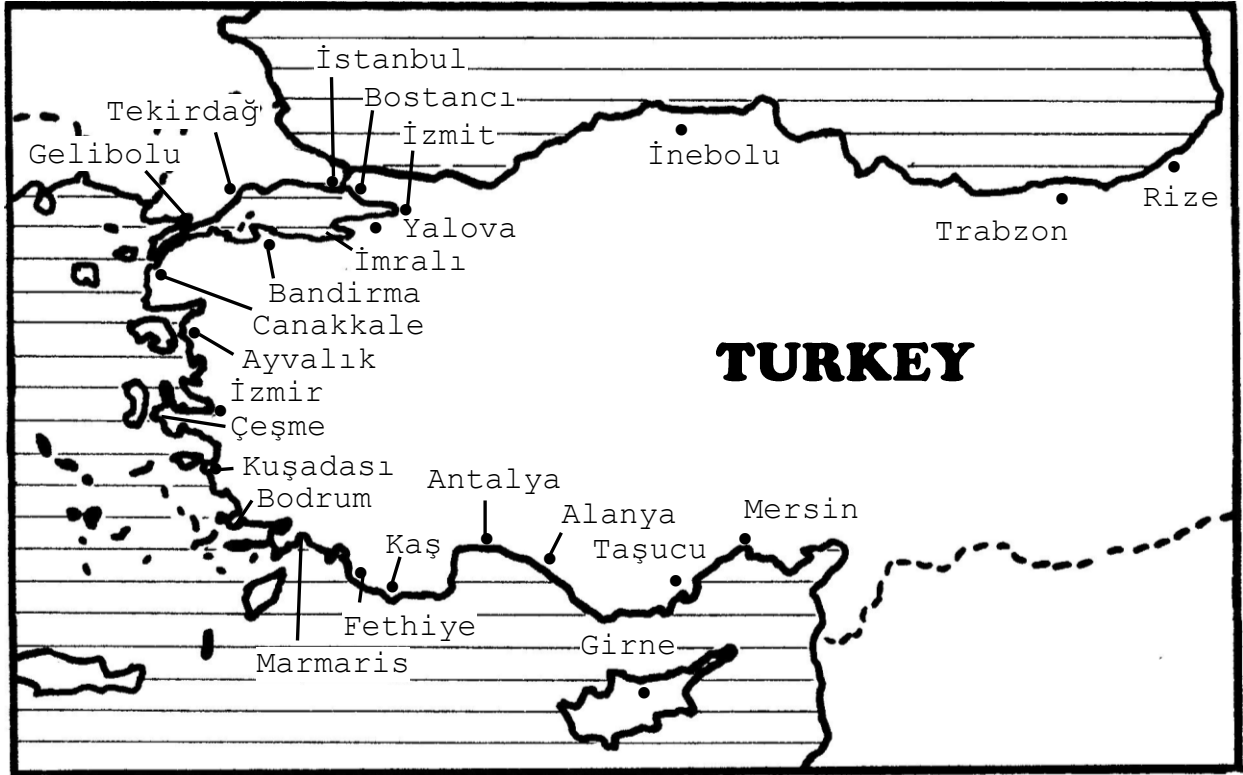 İstanbul
Bostancı
Tekirdağ
İzmit
Gelibolu
İnebolu
Rize
Trabzon
Yalova
İmralı
Bandirma
Canakkale
Ayvalık
TURKEY
İzmir
Çeşme
Kuşadası
Bodrum
Antalya
Alanya
Mersin
Kaş
Taşucu
Fethiye
Girne
Marmaris